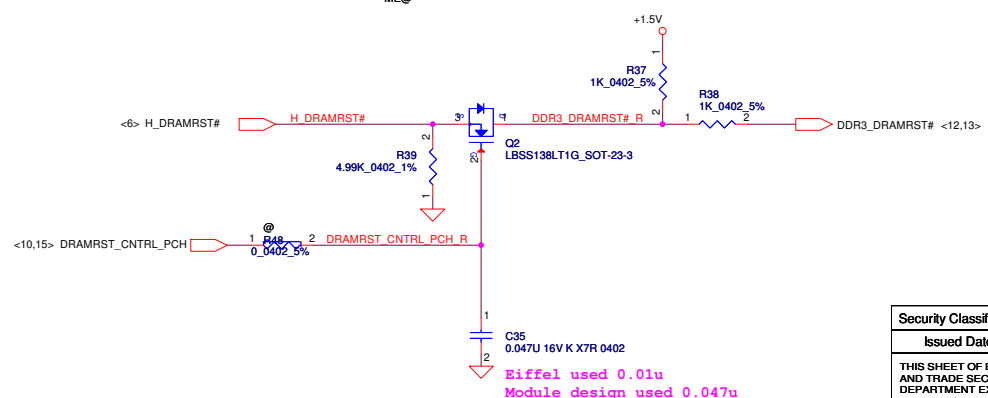 +1.5V
1
R37
1K_0402_5%
2
R38
1K_0402_5%
<6> H_DRAMRST#
H_DRAMRST#
3
S
D
1
DDR3_DRAMRST#_R
1
2
DDR3_DRAMRST# <12,13>
Q2
LBSS138LT1G_SOT-23-3
G
2
2
R39
4.99K_0402_1%
1
@
<10,15> DRAMRST_CNTRL_PCH
1
R48
2
DRAMRST_CNTRL_PCH_R
0_0402_5%
1
C35
0.047U 16V K X7R 0402
2
Eiffel used 0.01u
Module design used 0.047u
Security Classif
Issued Date
THIS SHEET OF E
AND TRADE SEC
DEPARTMENT EX